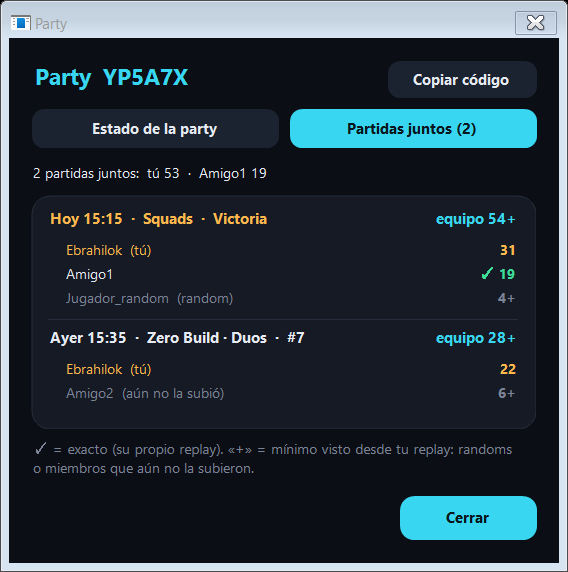 Party
Party YP5A7X
Copiar código
Estado de la party
Partidas juntos (2)
2 partidas juntos: tú 53 · Amigo1 19
Hoy 15:15 · Squads · Victoria equipo 54+
Ebrahilok (tú) 31
Amigo1 ✓ 19
Jugador_random (random) 4+
Ayer 15:35 · Zero Build · Duos · #7 equipo 28+
Ebrahilok (tú) 22
Amigo2 (aún no la subió) 6+
✓ = exacto (su propio replay). «+» = mínimo visto desde tu replay: randoms
o miembros que aún no la subieron.
Cerrar